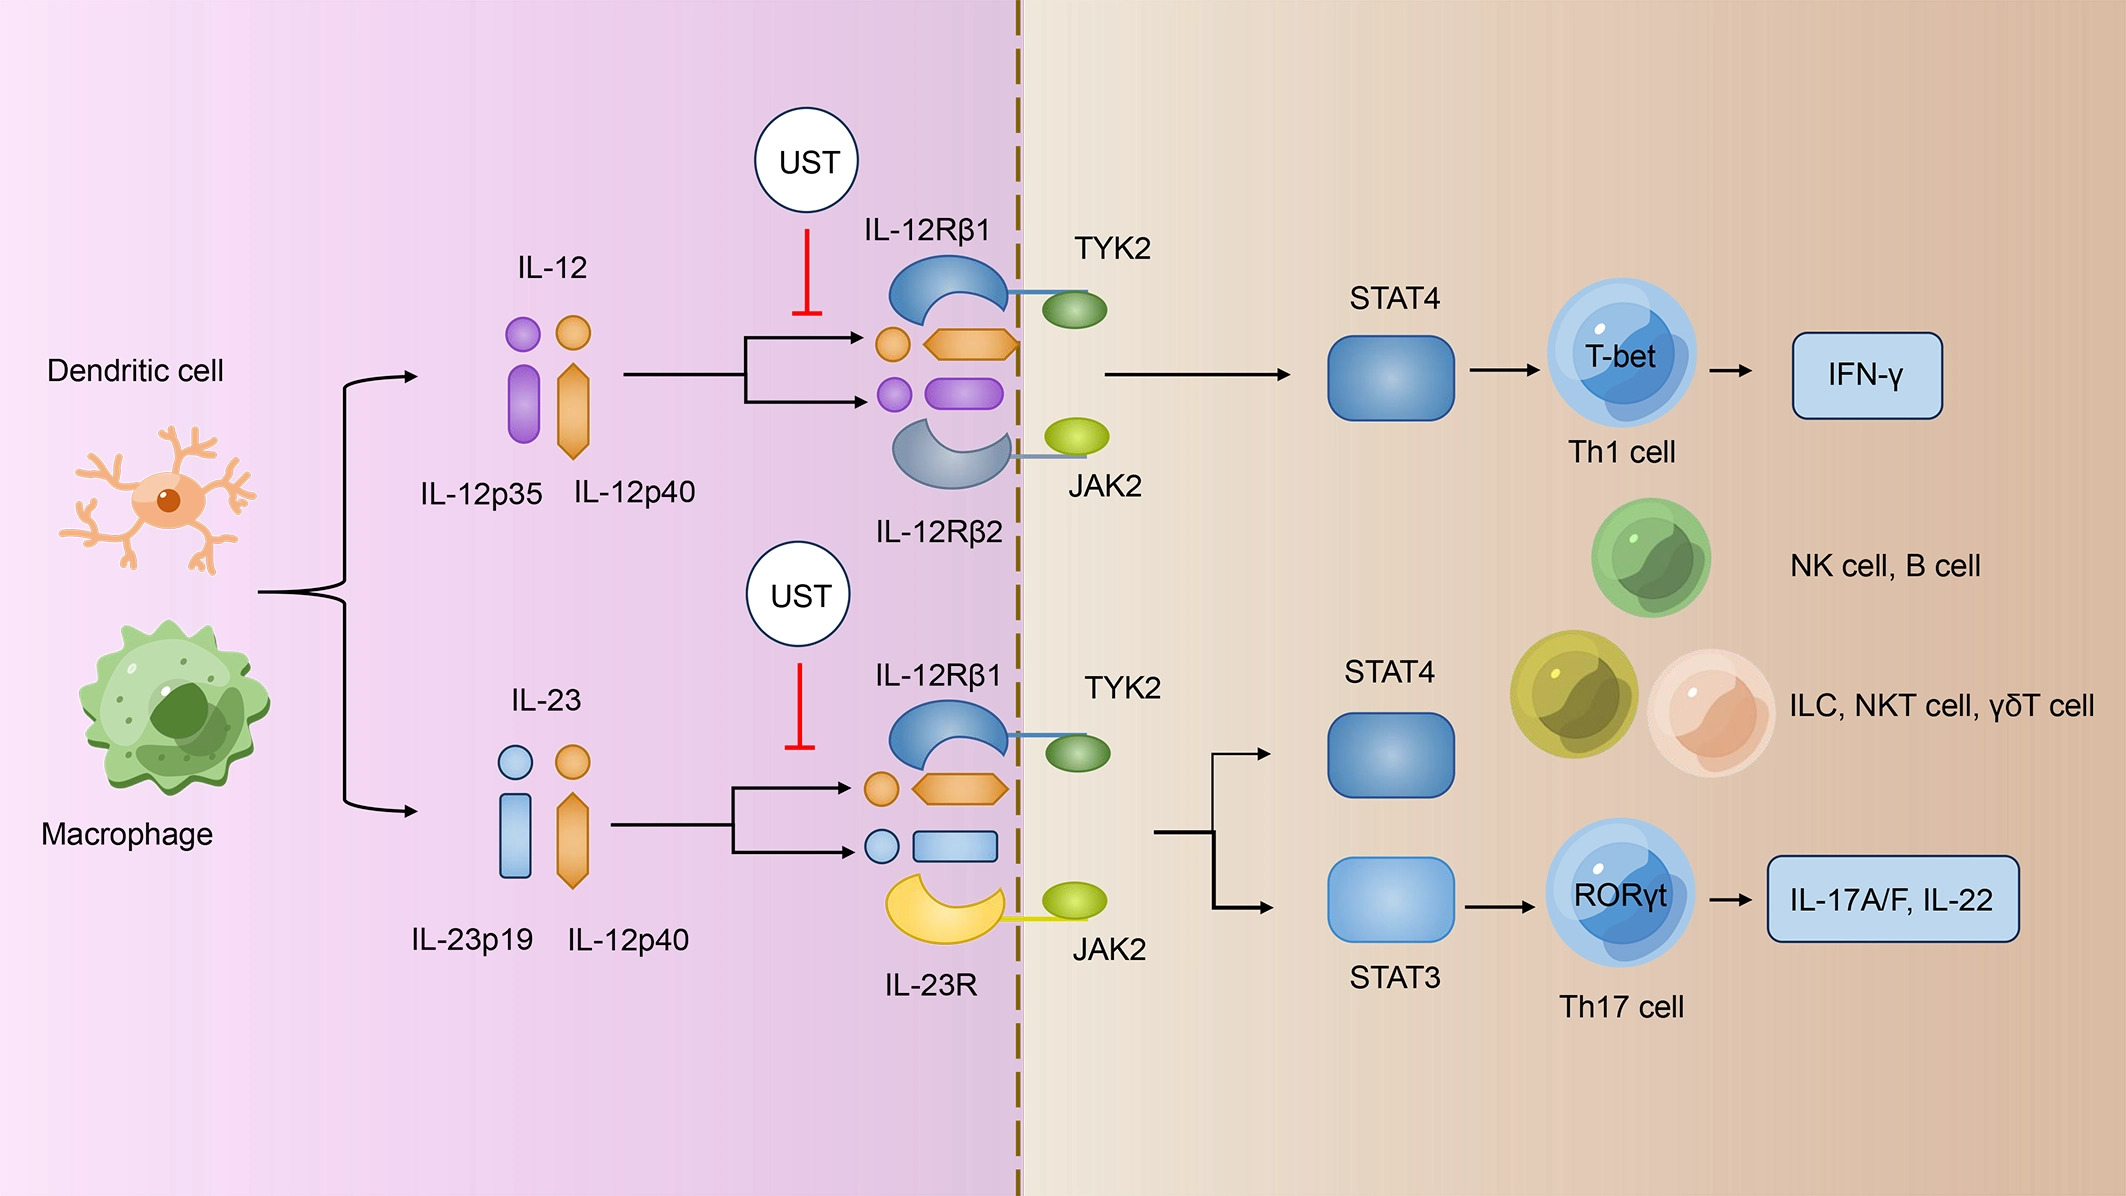 Dendritic cell
Macrophage
IL-12
IL-12p35
IL-12p40
UST
IL-12Rβ1
IL-12Rβ2
TYK2
JAK2
STAT4
T-bet
Th1 cell
IFN-γ
NK cell, B cell
ILC, NKT cell, γδT cell
IL-23
IL-23p19
IL-12p40
UST
IL-12Rβ1
IL-23R
TYK2
JAK2
STAT4
STAT3
RORγt
Th17 cell
IL-17A/F, IL-22